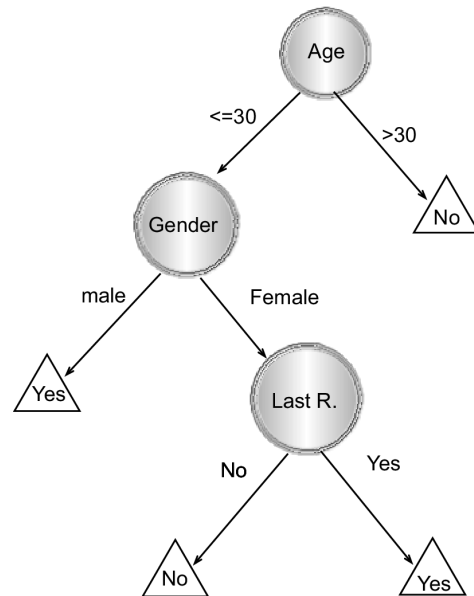 Age
<=30
>30
Gender
No
male
Female
Yes
Last R.
No
Yes
No
Yes